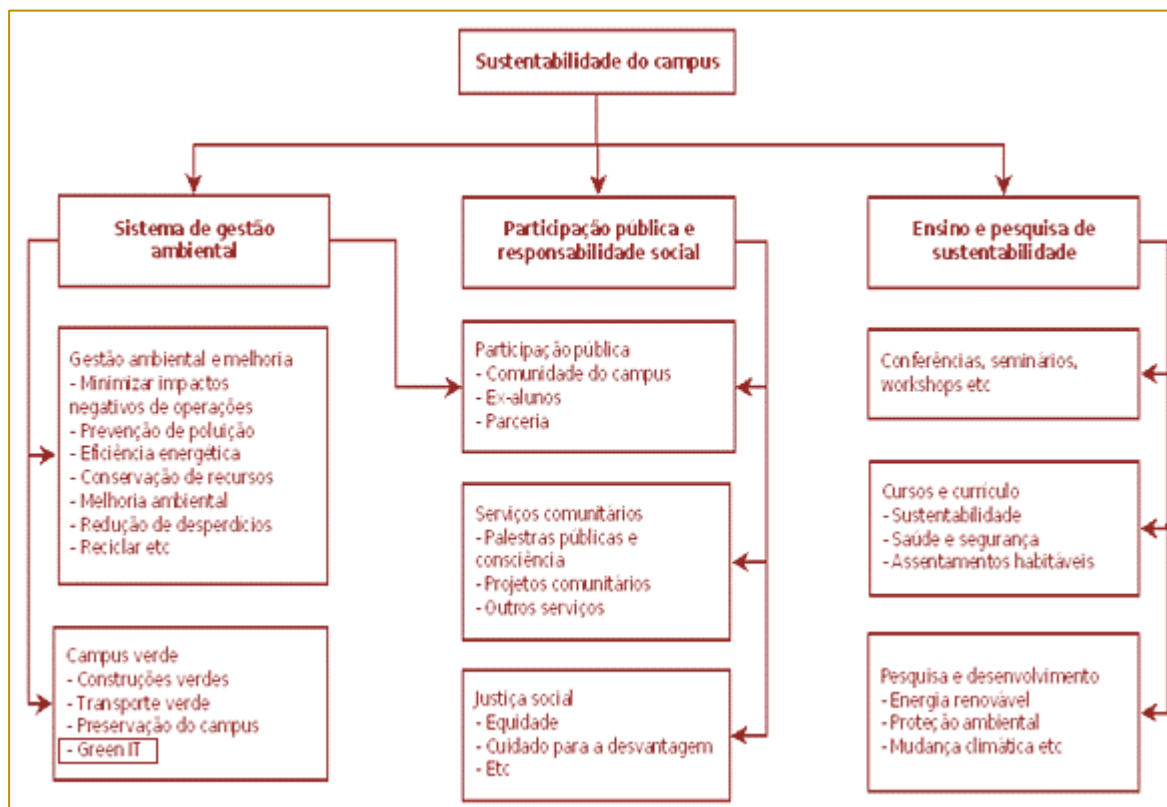 Sustentabilidade do campus
Sistema de gestão
ambiental
Participação pública e
responsabilidade social
Ensino e pesquisa de
sustentabilidade
Gestão ambiental e melhoria
- Minimizar impactos
negativos de operações
- Prevenção de poluição
- Eficiência energética
- Conservação de recursos
- Melhoria ambiental
- Redução de desperdícios
- Reciclar etc
Campus verde
- Construções verdes
- Transporte verde
- Preservação do campus
- Green IT
Participação pública
- Comunidade do campus
- Ex-alunos
- Parceria
Serviços comunitários
- Palestras públicas e
consciência
- Projetos comunitários
- Outros serviços
Justiça social
- Equidade
- Cuidado para a desvantagem
- Etc
Conferências, seminários,
workshops etc
Cursos e currículo
- Sustentabilidade
- Saúde e segurança
- Assentamentos habitáveis
Pesquisa e desenvolvimento
- Energia renovável
- Proteção ambiental
- Mudança climática etc